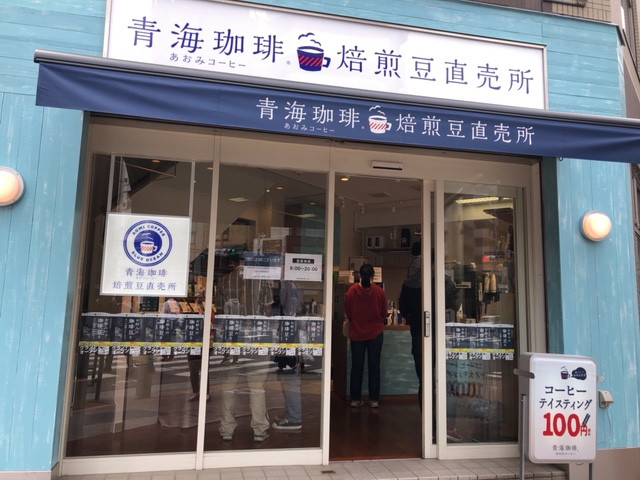 青海珈琲 焙煎豆直売所
あおみコーヒー
青海珈琲 焙煎豆直売所
あおみコーヒー
AOMI COFFEE
BLUE OCEAN
青海珈琲
焙煎豆直売所
営業時間
8:00~20:00
コーヒー
テイスティング
100円
青海珈琲